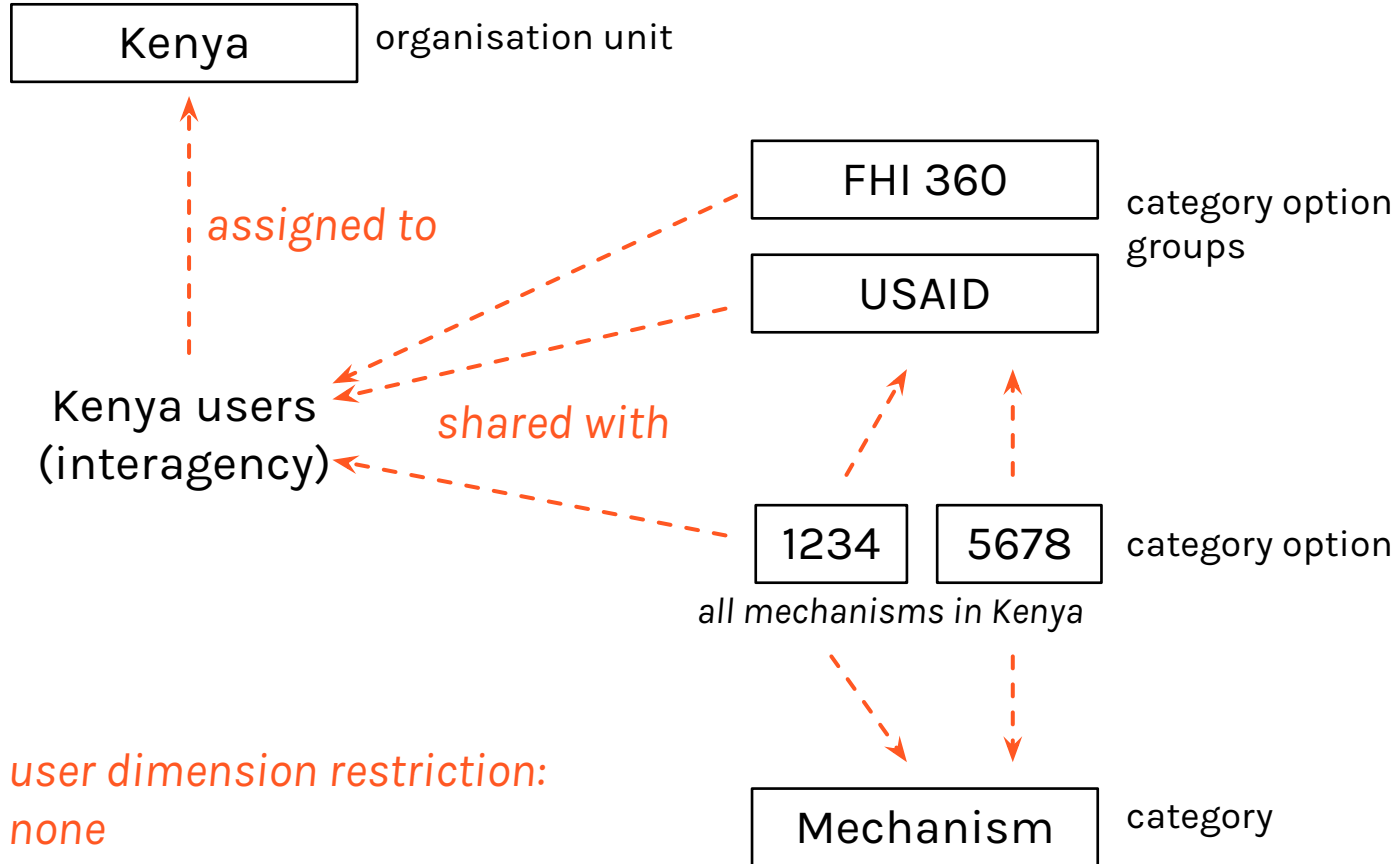 Kenya
organisation unit
FHI 360
category option
groups
assigned to
USAID
Kenya users
(interagency)
shared with
1234
5678
category option
all mechanisms in Kenya
user dimension restriction:
none
Mechanism
category